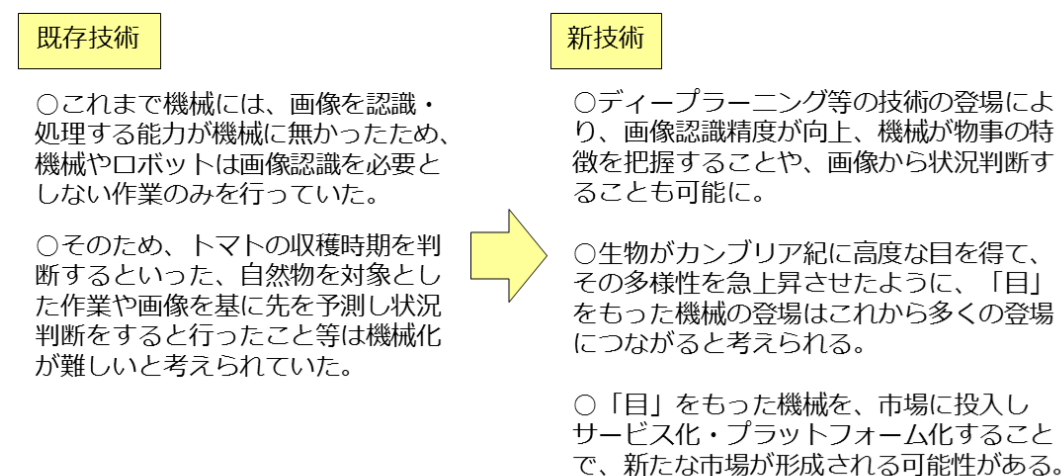 既存技術
○これまで機械には、画像を認識・
処理する能力が機械に無かったため、
機械やロボットは画像認識を必要と
しない作業のみを行っていた。
○そのため、トマトの収穫時期を判
断するといった、自然物を対象とし
た作業や画像を基に先を予測し状況
判断をすると行ったこと等は機械化
が難しいと考えられていた。
新技術
○ディープラーニング等の技術の登場によ
り、画像認識精度が向上、機械が物事の特
徴を把握することや、画像から状況判断す
ることも可能に。
○生物がカンブリア紀に高度な目を得て、
その多様性を急上昇させたように、「目」
をもった機械の登場はこれから多くの登場
につながると考えられる。
○「目」をもった機械を、市場に投入し
サービス化・プラットフォーム化すること
で、新たな市場が形成される可能性がある。